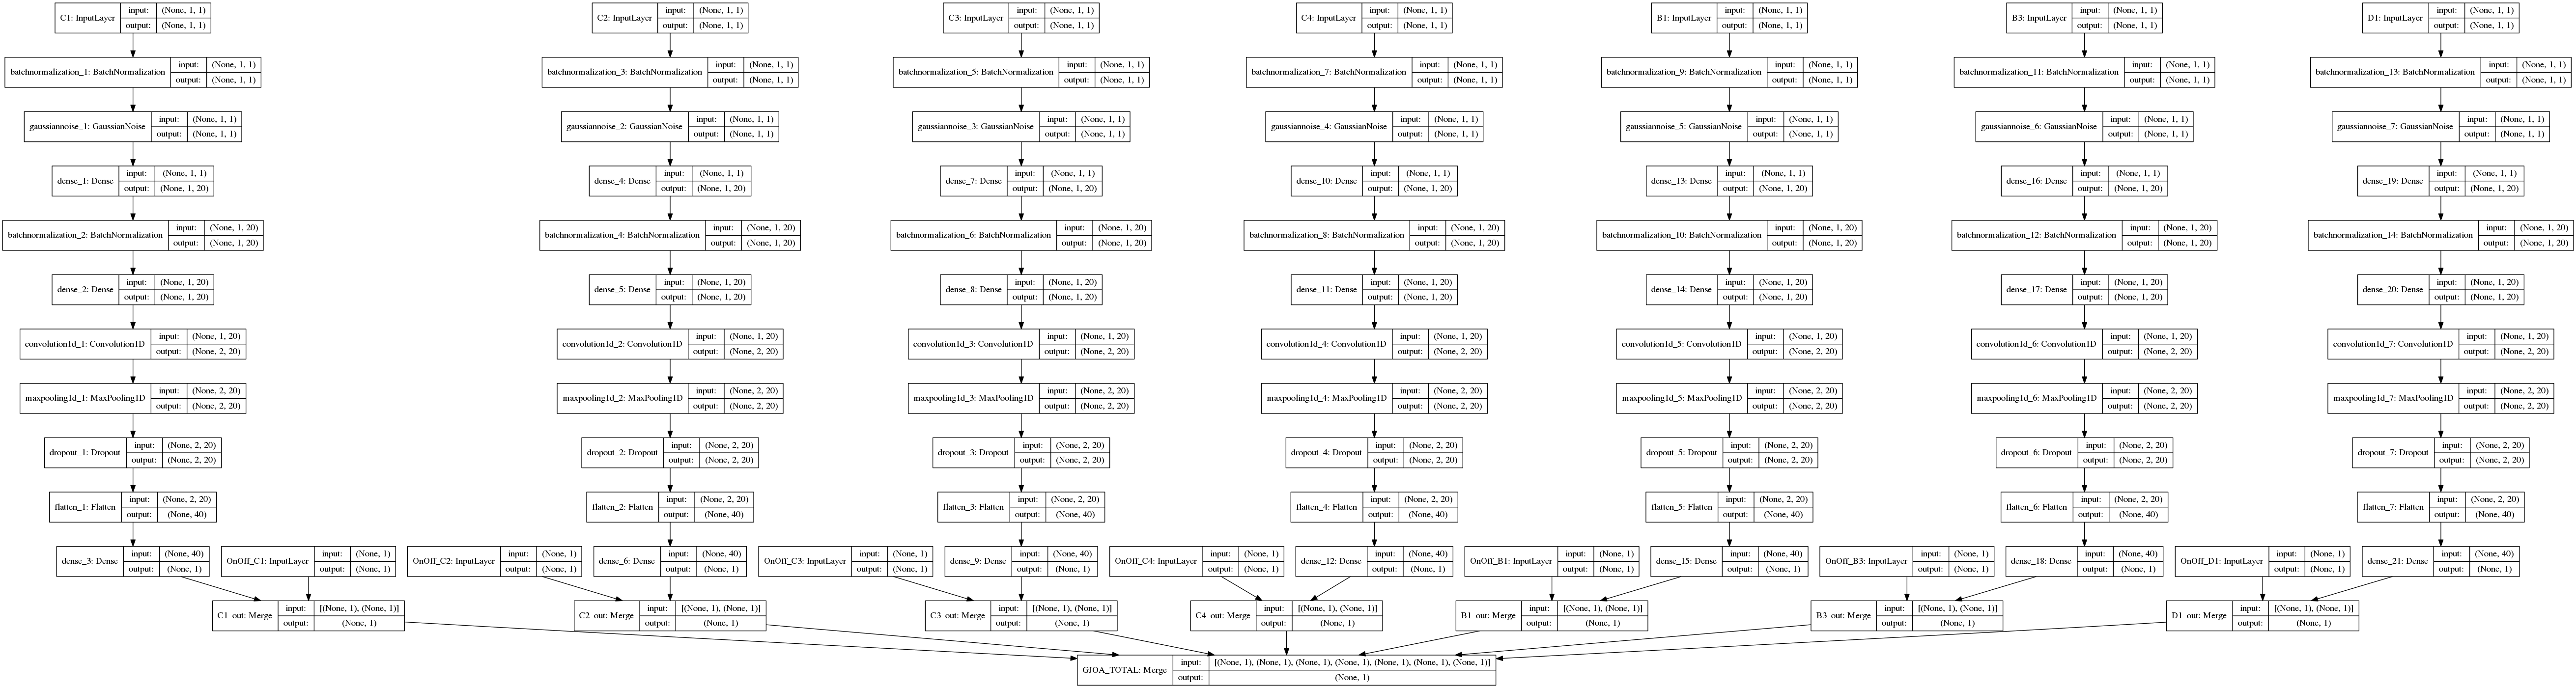 C1: InputLayer input: (None, 1, 1) output: (None, 1, 1)
C2: InputLayer input: (None, 1, 1) output: (None, 1, 1)
C3: InputLayer input: (None, 1, 1) output: (None, 1, 1)
C4: InputLayer input: (None, 1, 1) output: (None, 1, 1)
B1: InputLayer input: (None, 1, 1) output: (None, 1, 1)
B3: InputLayer input: (None, 1, 1) output: (None, 1, 1)
D1: InputLayer input: (None, 1, 1) output: (None, 1, 1)
batchnormalization_1: BatchNormalization input: (None, 1, 1) output: (None, 1, 1)
batchnormalization_3: BatchNormalization input: (None, 1, 1) output: (None, 1, 1)
batchnormalization_5: BatchNormalization input: (None, 1, 1) output: (None, 1, 1)
batchnormalization_7: BatchNormalization input: (None, 1, 1) output: (None, 1, 1)
batchnormalization_9: BatchNormalization input: (None, 1, 1) output: (None, 1, 1)
batchnormalization_11: BatchNormalization input: (None, 1, 1) output: (None, 1, 1)
batchnormalization_13: BatchNormalization input: (None, 1, 1) output: (None, 1, 1)
gaussiannoise_1: GaussianNoise input: (None, 1, 1) output: (None, 1, 1)
gaussiannoise_2: GaussianNoise input: (None, 1, 1) output: (None, 1, 1)
gaussiannoise_3: GaussianNoise input: (None, 1, 1) output: (None, 1, 1)
gaussiannoise_4: GaussianNoise input: (None, 1, 1) output: (None, 1, 1)
gaussiannoise_5: GaussianNoise input: (None, 1, 1) output: (None, 1, 1)
gaussiannoise_6: GaussianNoise input: (None, 1, 1) output: (None, 1, 1)
gaussiannoise_7: GaussianNoise input: (None, 1, 1) output: (None, 1, 1)
dense_1: Dense input: (None, 1, 1) output: (None, 1, 20)
dense_4: Dense input: (None, 1, 1) output: (None, 1, 20)
dense_7: Dense input: (None, 1, 1) output: (None, 1, 20)
dense_10: Dense input: (None, 1, 1) output: (None, 1, 20)
dense_13: Dense input: (None, 1, 1) output: (None, 1, 20)
dense_16: Dense input: (None, 1, 1) output: (None, 1, 20)
dense_19: Dense input: (None, 1, 1) output: (None, 1, 20)
batchnormalization_2: BatchNormalization input: (None, 1, 20) output: (None, 1, 20)
batchnormalization_4: BatchNormalization input: (None, 1, 20) output: (None, 1, 20)
batchnormalization_6: BatchNormalization input: (None, 1, 20) output: (None, 1, 20)
batchnormalization_8: BatchNormalization input: (None, 1, 20) output: (None, 1, 20)
batchnormalization_10: BatchNormalization input: (None, 1, 20) output: (None, 1, 20)
batchnormalization_12: BatchNormalization input: (None, 1, 20) output: (None, 1, 20)
batchnormalization_14: BatchNormalization input: (None, 1, 20) output: (None, 1, 20)
dense_2: Dense input: (None, 1, 20) output: (None, 1, 20)
dense_5: Dense input: (None, 1, 20) output: (None, 1, 20)
dense_8: Dense input: (None, 1, 20) output: (None, 1, 20)
dense_11: Dense input: (None, 1, 20) output: (None, 1, 20)
dense_14: Dense input: (None, 1, 20) output: (None, 1, 20)
dense_17: Dense input: (None, 1, 20) output: (None, 1, 20)
dense_20: Dense input: (None, 1, 20) output: (None, 1, 20)
convolution1d_1: Convolution1D input: (None, 1, 20) output: (None, 2, 20)
convolution1d_2: Convolution1D input: (None, 1, 20) output: (None, 2, 20)
convolution1d_3: Convolution1D input: (None, 1, 20) output: (None, 2, 20)
convolution1d_4: Convolution1D input: (None, 1, 20) output: (None, 2, 20)
convolution1d_5: Convolution1D input: (None, 1, 20) output: (None, 2, 20)
convolution1d_6: Convolution1D input: (None, 1, 20) output: (None, 2, 20)
convolution1d_7: Convolution1D input: (None, 1, 20) output: (None, 2, 20)
maxpooling1d_1: MaxPooling1D input: (None, 2, 20) output: (None, 2, 20)
maxpooling1d_2: MaxPooling1D input: (None, 2, 20) output: (None, 2, 20)
maxpooling1d_3: MaxPooling1D input: (None, 2, 20) output: (None, 2, 20)
maxpooling1d_4: MaxPooling1D input: (None, 2, 20) output: (None, 2, 20)
maxpooling1d_5: MaxPooling1D input: (None, 2, 20) output: (None, 2, 20)
maxpooling1d_6: MaxPooling1D input: (None, 2, 20) output: (None, 2, 20)
maxpooling1d_7: MaxPooling1D input: (None, 2, 20) output: (None, 2, 20)
dropout_1: Dropout input: (None, 2, 20) output: (None, 2, 20)
dropout_2: Dropout input: (None, 2, 20) output: (None, 2, 20)
dropout_3: Dropout input: (None, 2, 20) output: (None, 2, 20)
dropout_4: Dropout input: (None, 2, 20) output: (None, 2, 20)
dropout_5: Dropout input: (None, 2, 20) output: (None, 2, 20)
dropout_6: Dropout input: (None, 2, 20) output: (None, 2, 20)
dropout_7: Dropout input: (None, 2, 20) output: (None, 2, 20)
flatten_1: Flatten input: (None, 2, 20) output: (None, 40)
flatten_2: Flatten input: (None, 2, 20) output: (None, 40)
flatten_3: Flatten input: (None, 2, 20) output: (None, 40)
flatten_4: Flatten input: (None, 2, 20) output: (None, 40)
flatten_5: Flatten input: (None, 2, 20) output: (None, 40)
flatten_6: Flatten input: (None, 2, 20) output: (None, 40)
flatten_7: Flatten input: (None, 2, 20) output: (None, 40)
dense_3: Dense input: (None, 40) output: (None, 1)
OnOff_C1: InputLayer input: (None, 1) output: (None, 1)
OnOff_C2: InputLayer input: (None, 1) output: (None, 1)
dense_6: Dense input: (None, 40) output: (None, 1)
OnOff_C3: InputLayer input: (None, 1) output: (None, 1)
dense_9: Dense input: (None, 40) output: (None, 1)
OnOff_C4: InputLayer input: (None, 1) output: (None, 1)
dense_12: Dense input: (None, 40) output: (None, 1)
OnOff_B1: InputLayer input: (None, 1) output: (None, 1)
dense_15: Dense input: (None, 40) output: (None, 1)
OnOff_B3: InputLayer input: (None, 1) output: (None, 1)
dense_18: Dense input: (None, 40) output: (None, 1)
OnOff_D1: InputLayer input: (None, 1) output: (None, 1)
dense_21: Dense input: (None, 40) output: (None, 1)
C1_out: Merge input: [(None, 1), (None, 1)] output: (None, 1)
C2_out: Merge input: [(None, 1), (None, 1)] output: (None, 1)
C3_out: Merge input: [(None, 1), (None, 1)] output: (None, 1)
C4_out: Merge input: [(None, 1), (None, 1)] output: (None, 1)
B1_out: Merge input: [(None, 1), (None, 1)] output: (None, 1)
B3_out: Merge input: [(None, 1), (None, 1)] output: (None, 1)
D1_out: Merge input: [(None, 1), (None, 1)] output: (None, 1)
GJOA_TOTAL: Merge input: [(None, 1), (None, 1), (None, 1), (None, 1), (None, 1), (None, 1), (None, 1)] output: (None, 1)